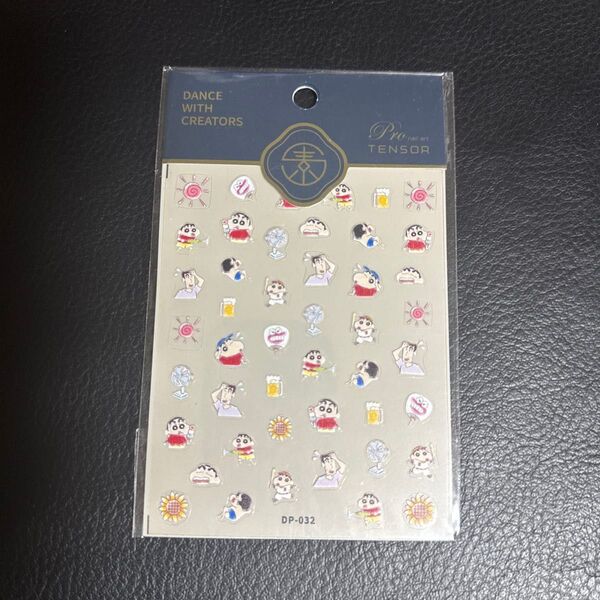 DANCE
WITH
CREATORS
Pro nail art
TENSOR
DP-032